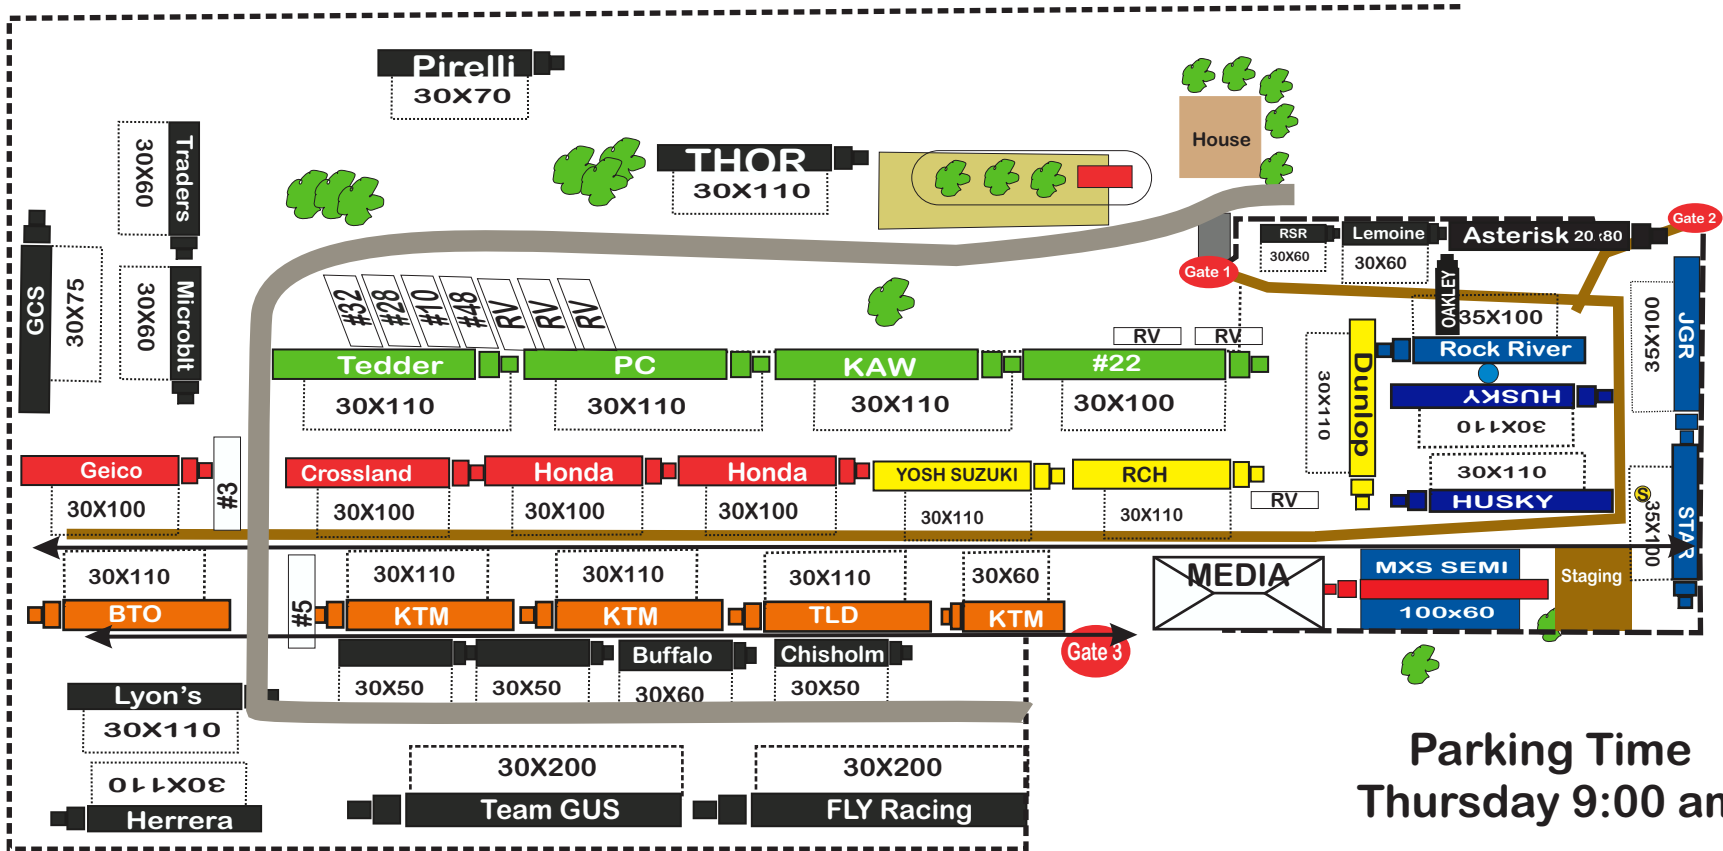 Pirelli
30X70
House
Traders
30X60
THOR
30X110
Gate 2
RSR
30X60
Lemoine
30X60
Asterisk 20x80
Gate 1
GCS
30X75
Microblt
30X60
#32
#28
#10
#48
RV
RV
RV
OAKLEY
35X100
JGR
35X100
RV
RV
Tedder
30X110
PC
30X110
KAW
30X110
#22
30X100
Dunlop
30X110
Rock River
HUSKY
30X110
30X110
HUSKY
Geico
30X100
#3
Crossland
30X100
Honda
30X100
Honda
30X100
YOSH SUZUKI
30X110
RCH
30X110
RV
S
STAR
35X100
30X110
BTO
#5
30X110
KTM
30X110
KTM
30X110
TLD
30X60
KTM
MEDIA
MXS SEMI
100x60
Staging
Gate 3
30X50
30X50
Buffalo
30X60
Chisholm
30X50
Lyon's
30X110
30X110
Herrera
30X200
Team GUS
30X200
FLY Racing
Parking Time
Thursday 9:00 am